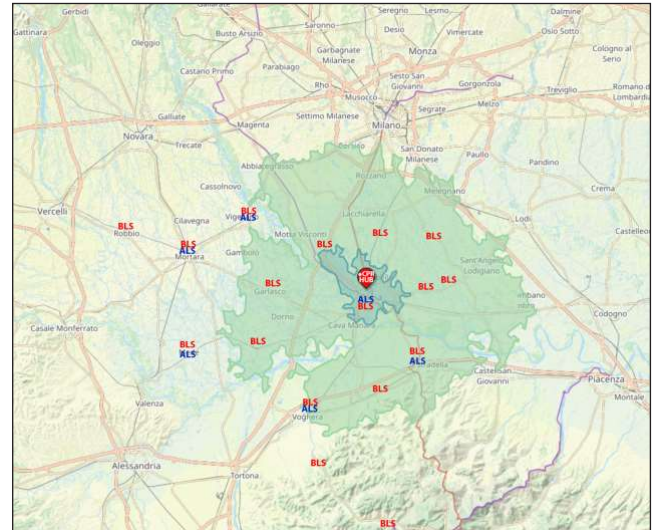 Gerbidi
Seregno
Lesmo
Dalmine
Gattinara
Saronno
Desio
Vimercate
Osio Sotto
Busto Arsizio
Oleggio
Garbagnate
Milanese
Monza
Cologno al
Serio
Castano Primo
Parabiago
Rho
Sesto San
Giovanni
Gorgonzola
Treviglio
Romano d
Lombardia
Musocco
Galliate
Magenta
Settimo Milanese
Segrate
Melzo
Novara
Trecate
Milano
San Donato
Milanese
Paullo
Pandino
Abbiategrasso
Rozzano
Cassolnovo
Melegnano
Crema
Vercelli
Lacchiarella
Lodi
Castelleon
BLS
ALS
BLS
Robbio
Cilavegna
Motta Visconti
BLS
BLS
BLS
BLS
ALS
Mortara
Gambolò
Sant'Angelo
Lodigiano
BLS
Garlasco
eCPR
HUB
BLS
BLS
ALS
BLS
Codogno
Casale Monferrato
Dorno
Cava Manara
BLS
BLS
ALS
BLS
ALS
Castel San
Giovanni
Piacenza
Montale
Valenza
BLS
BLS
ALS
Voghera
Alessandria
Tortona
BLS
BLS